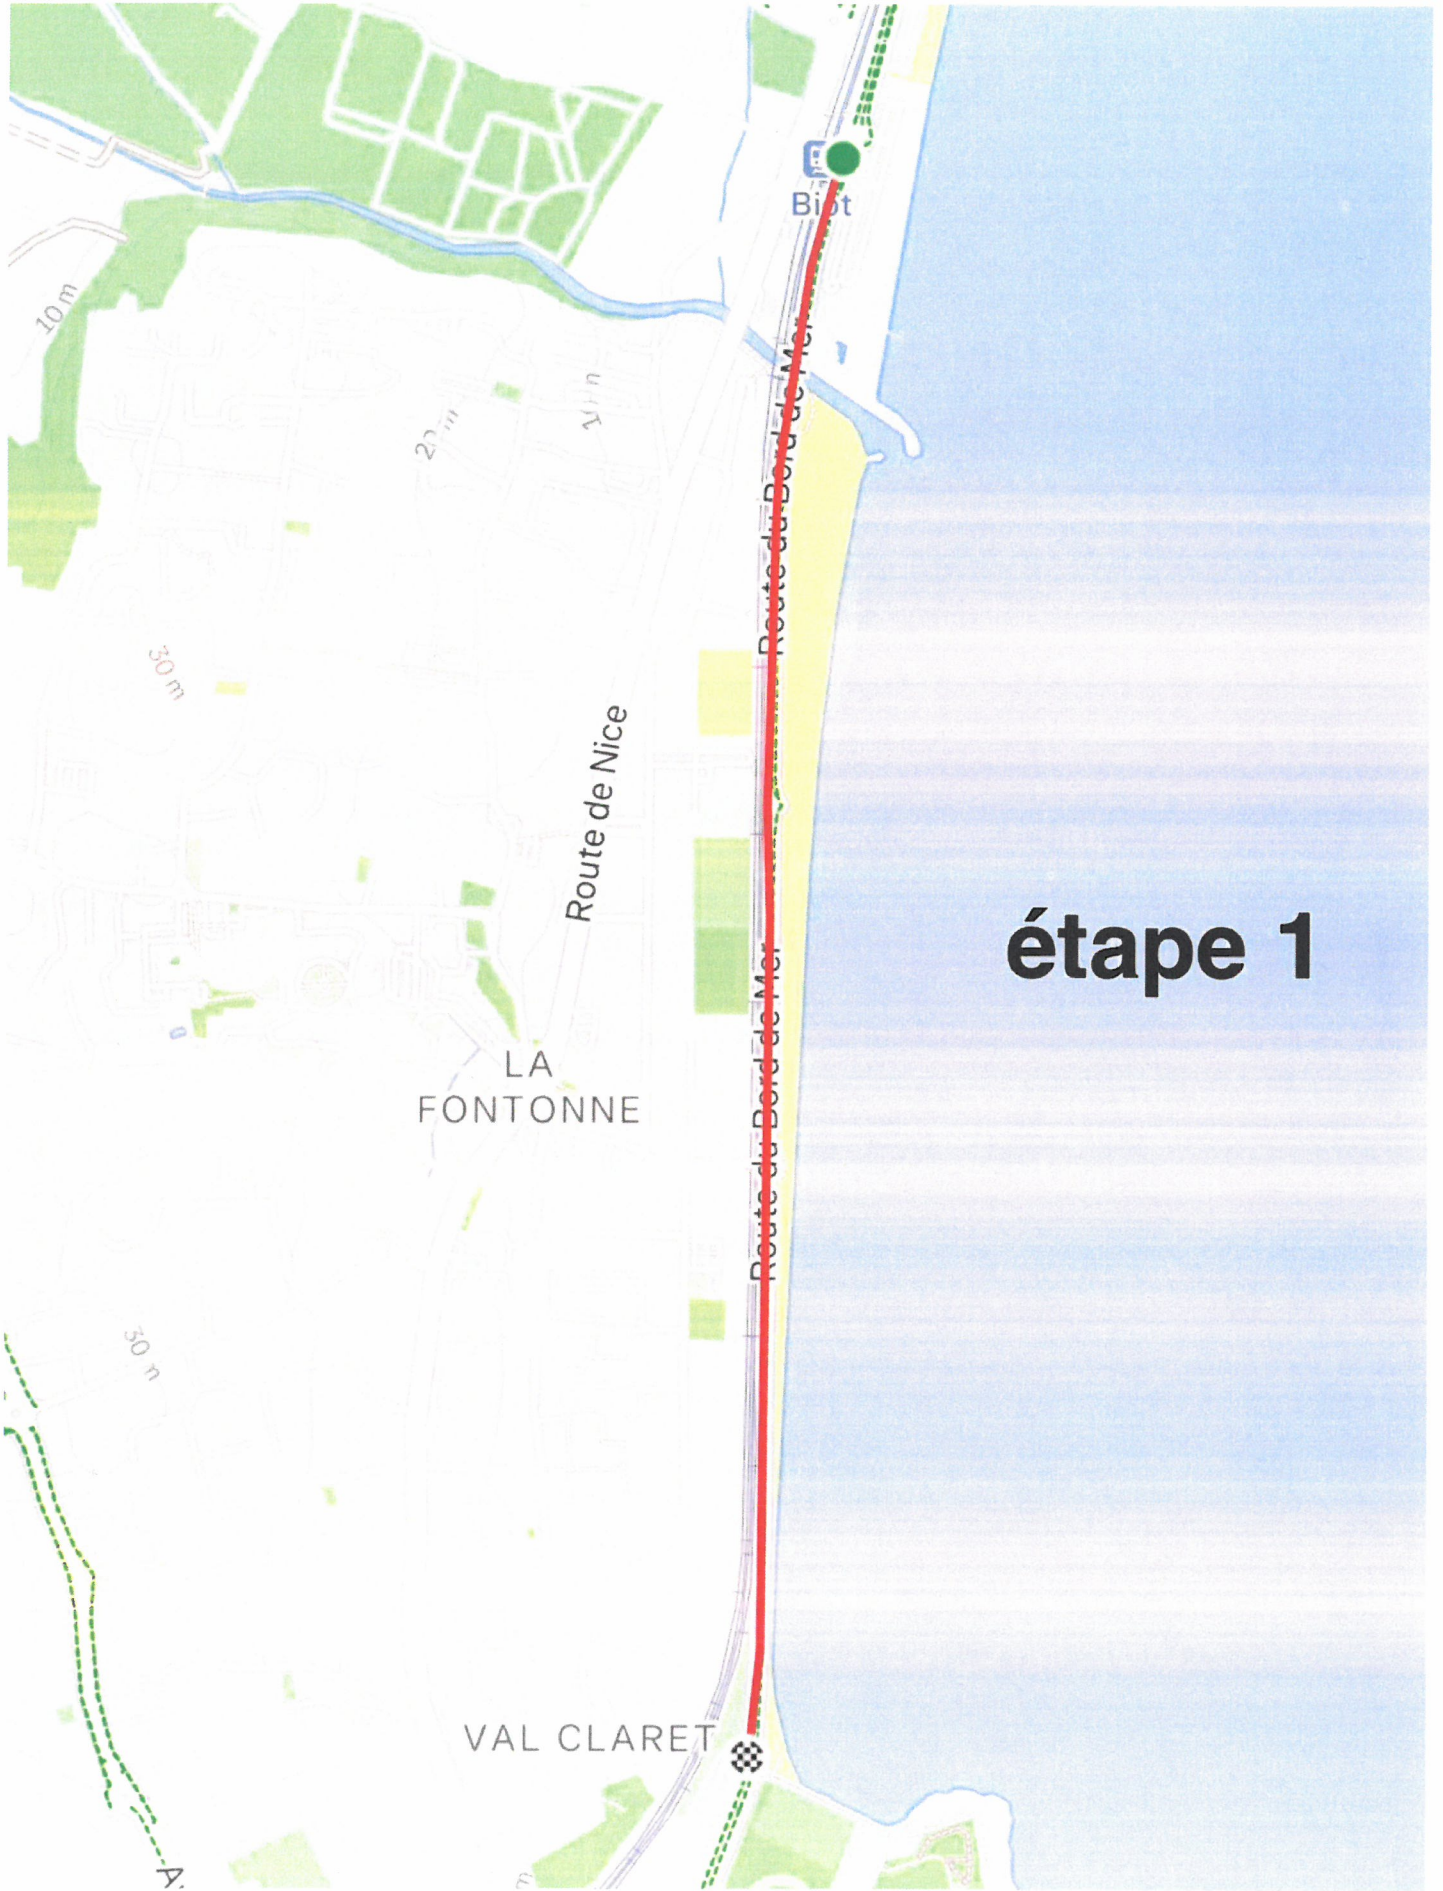 Biot
10 m
Route du Bord de Mer
30 m
Route de Nice
étape 1
Route du Bord de Mer
LA
FONTONNE
VAL CLARET